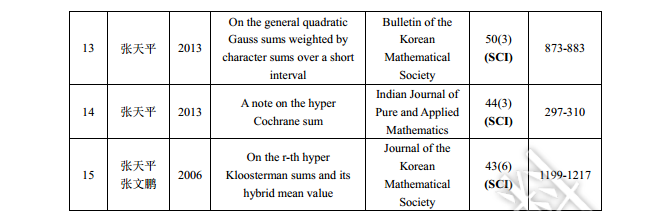 13 张天平 2013 On the general quadratic Gauss sums weighted by character sums over a short interval Bulletin of the Korean Mathematical Society 50(3) (SCI) 873-883
14 张天平 2013 A note on the hyper Cochrane sum Indian Journal of Pure and Applied Mathematics 44(3) (SCI) 297-310
15 张天平 张文鹏 2006 On the r-th hyper Kloosterman sums and its hybrid mean value Journal of the Korean Mathematical Society 43(6) (SCI) 1199-1217